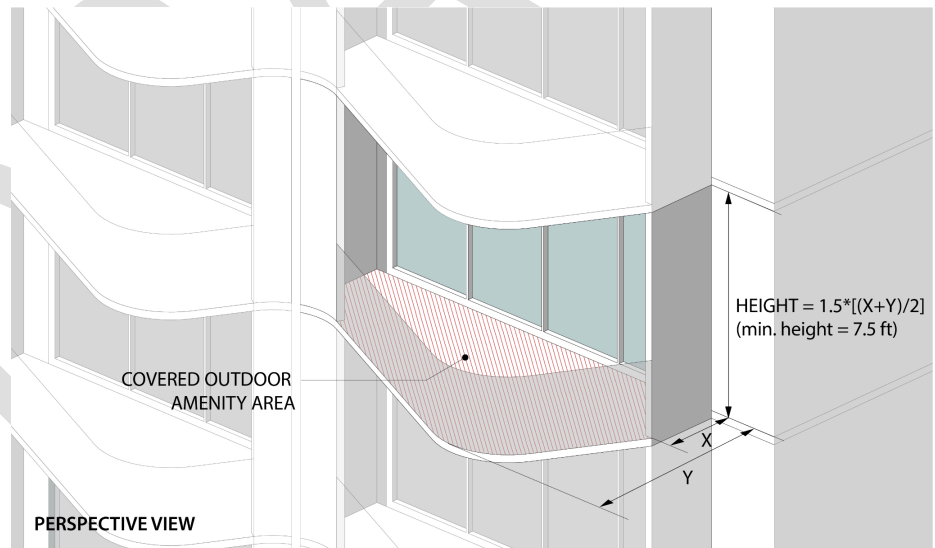 HEIGHT = 1.5*[(X+Y)/2]
(min. height = 7.5 ft)
COVERED OUTDOOR
AMENITY AREA
X
Y
PERSPECTIVE VIEW